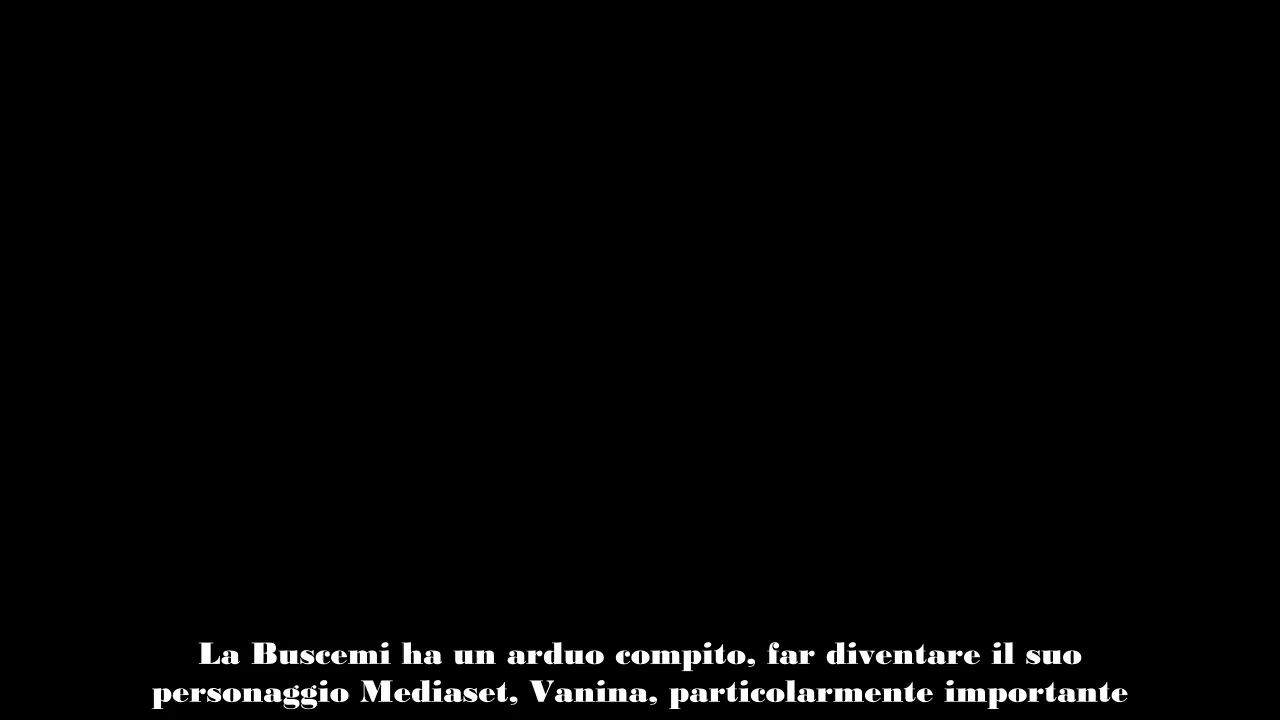 La Buscemi ha un arduo compito, far diventare il suo
personaggio Mediaset, Vanina, particolarmente importante